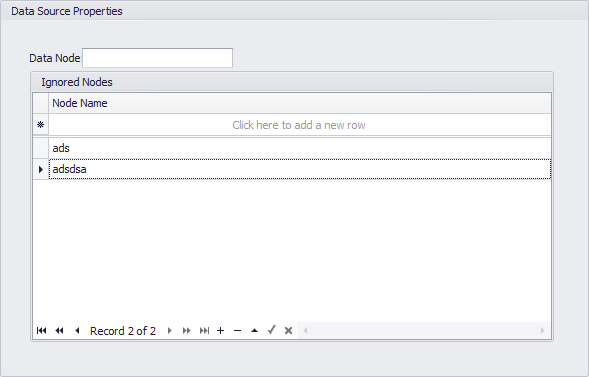 Data Source Properties
Data Node
Ignored Nodes
Node Name
Click here to add a new row
ads
adsdsa
Record 2 of 2